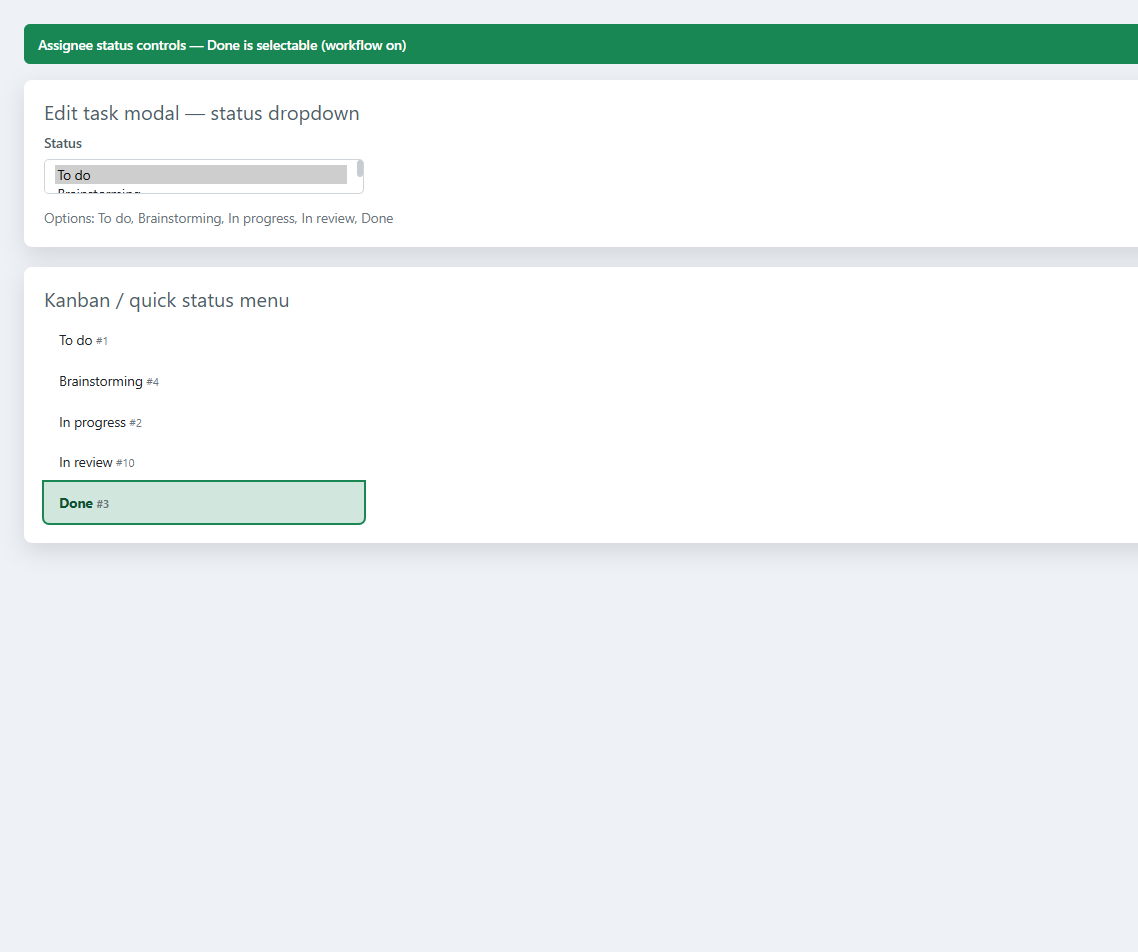 Assignee status controls — Done is selectable (workflow on)
Edit task modal — status dropdown
Status
To do
Brainstorming
Options: To do, Brainstorming, In progress, In review, Done
Kanban / quick status menu
To do #1
Brainstorming #4
In progress #2
In review #10
Done #3